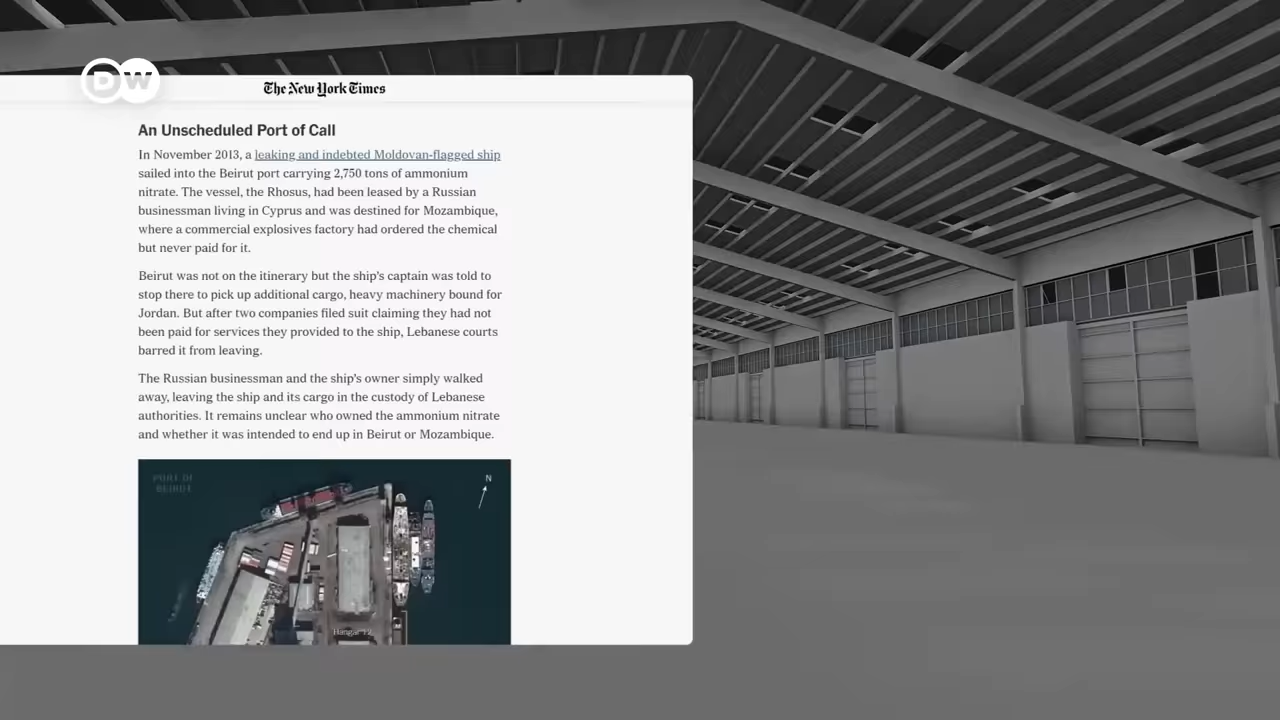 DW
The New York Times
An Unscheduled Port of Call
In November 2013, a leaking and indebted Moldovan-flagged ship
sailed into the Beirut port carrying 2,750 tons of ammonium
nitrate. The vessel, the Rhosus, had been leased by a Russian
businessman living in Cyprus and was destined for Mozambique,
where a commercial explosives factory had ordered the chemical
but never paid for it.
Beirut was not on the itinerary but the ship's captain was told to
stop there to pick up additional cargo, heavy machinery bound for
Jordan. But after two companies filed suit claiming they had not
been paid for services they provided to the ship, Lebanese courts
barred it from leaving.
The Russian businessman and the ship's owner simply walked
away, leaving the ship and its cargo in the custody of Lebanese
authorities. It remains unclear who owned the ammonium nitrate
and whether it was intended to end up in Beirut or Mozambique.
PORT OF
BEIRUT
N
Hangar 12